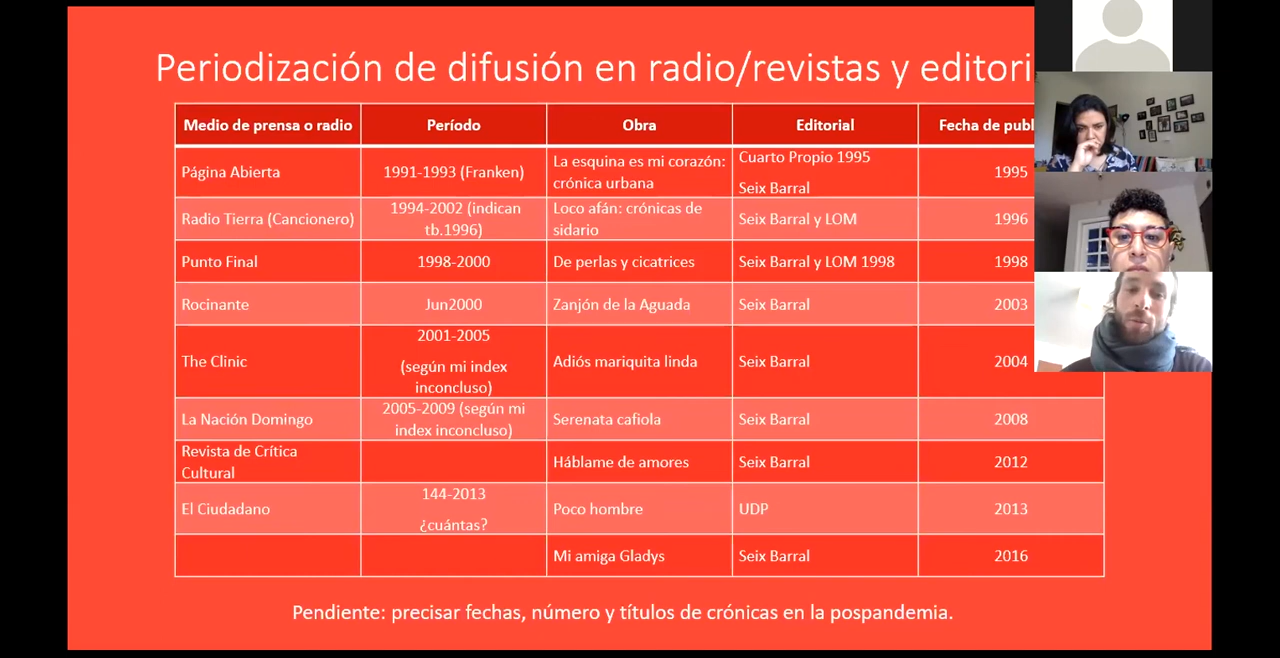 Periodización de difusión en radio/revistas y editori
Medio de prensa o radio
Período
Obra
Editorial
Fecha de publ
Página Abierta
1991-1993 (Franken)
La esquina es mi corazón:
crónica urbana
Cuarto Propio 1995
Seix Barral
1995
Radio Tierra (Cancionero)
1994-2002 (indican
tb.1996)
Loco afán: crónicas de
sidario
Seix Barral y LOM
1996
Punto Final
1998-2000
De perlas y cicatrices
Seix Barral y LOM 1998
1998
Rocinante
Jun2000
Zanjón de la Aguada
Seix Barral
2003
The Clinic
2001-2005
(según mi index
inconcluso)
Adiós mariquita linda
Seix Barral
2004
La Nación Domingo
2005-2009 (según mi
index inconcluso)
Serenata cafiola
Seix Barral
2008
Revista de Crítica
Cultural
Háblame de amores
Seix Barral
2012
El Ciudadano
144-2013
¿cuántas?
Poco hombre
UDP
2013
Mi amiga Gladys
Seix Barral
2016
Pendiente: precisar fechas, número y títulos de crónicas en la pospandemia.